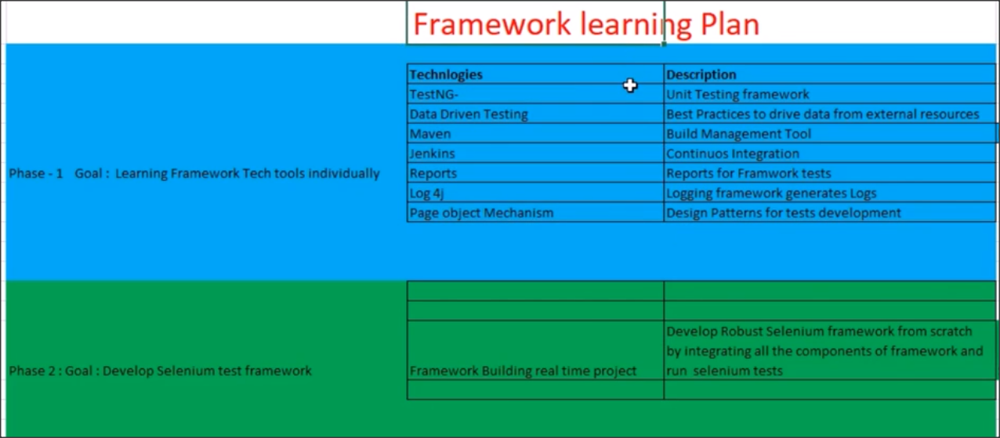 Framework learning Plan
Technlogies Description
TestNG- Unit Testing framework
Data Driven Testing Best Practices to drive data from external resources
Maven Build Management Tool
Jenkins Continuos Integration
Phase - 1 Goal : Learning Framework Tech tools individually Reports Reports for Framwork tests
Log 4j Logging framework generates Logs
Page object Mechanism Design Patterns for tests development
Develop Robust Selenium framework from scratch
by integrating all the components of framework and
Phase 2 : Goal : Develop Selenium test framework Framework Building real time project run selenium tests